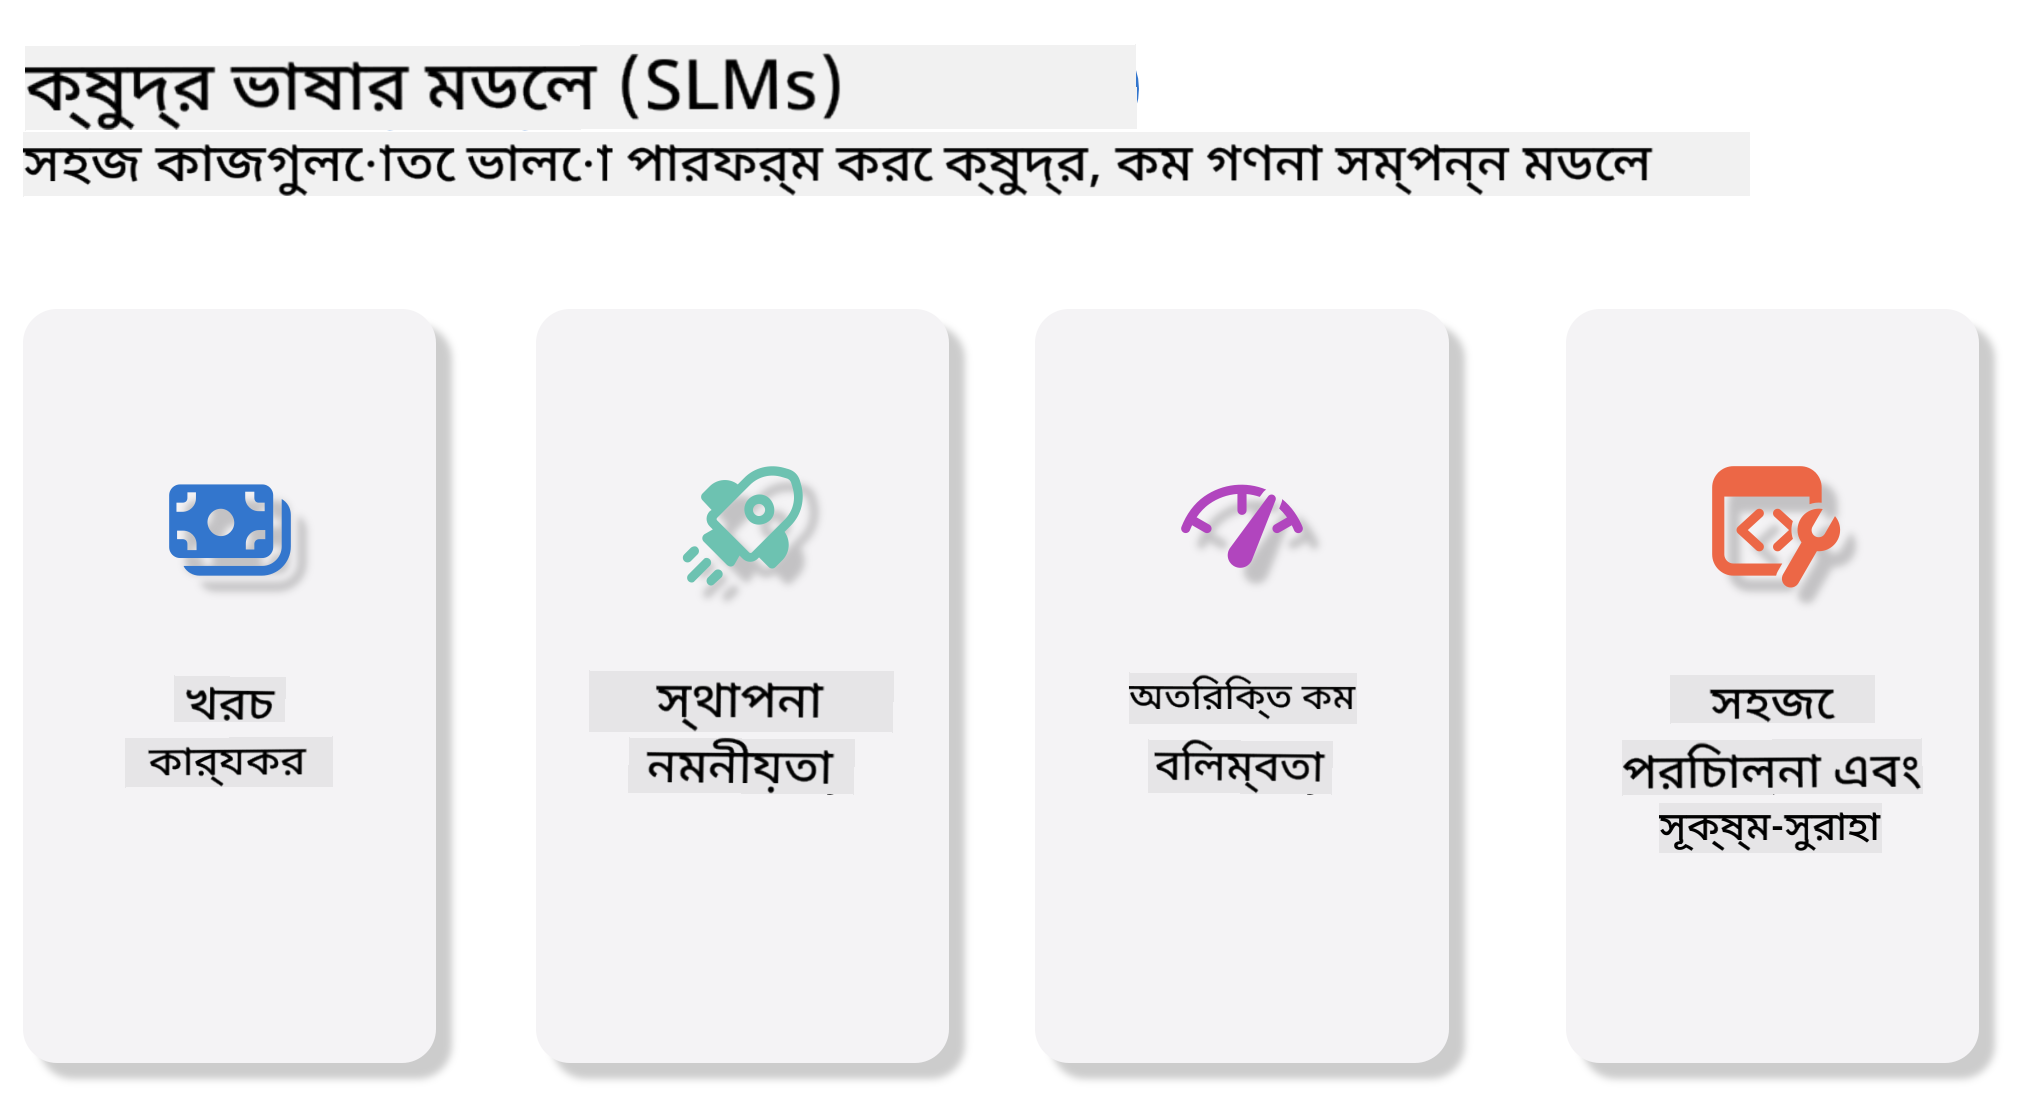 ক্ষুদ্র ভাষার মডেল (SLMs)
সহজ কাজগুলোতে ভালো পারফর্ম করে ক্ষুদ্র, কম গণনা সম্পন্ন মডেল
খরচ
কার্যকর
স্থাপনা
নমনীয়তা
অতিরিক্ত কম
বিলম্বতা
সহজে
পরিচালনা এবং
সূক্ষ্ম-সুরাহা